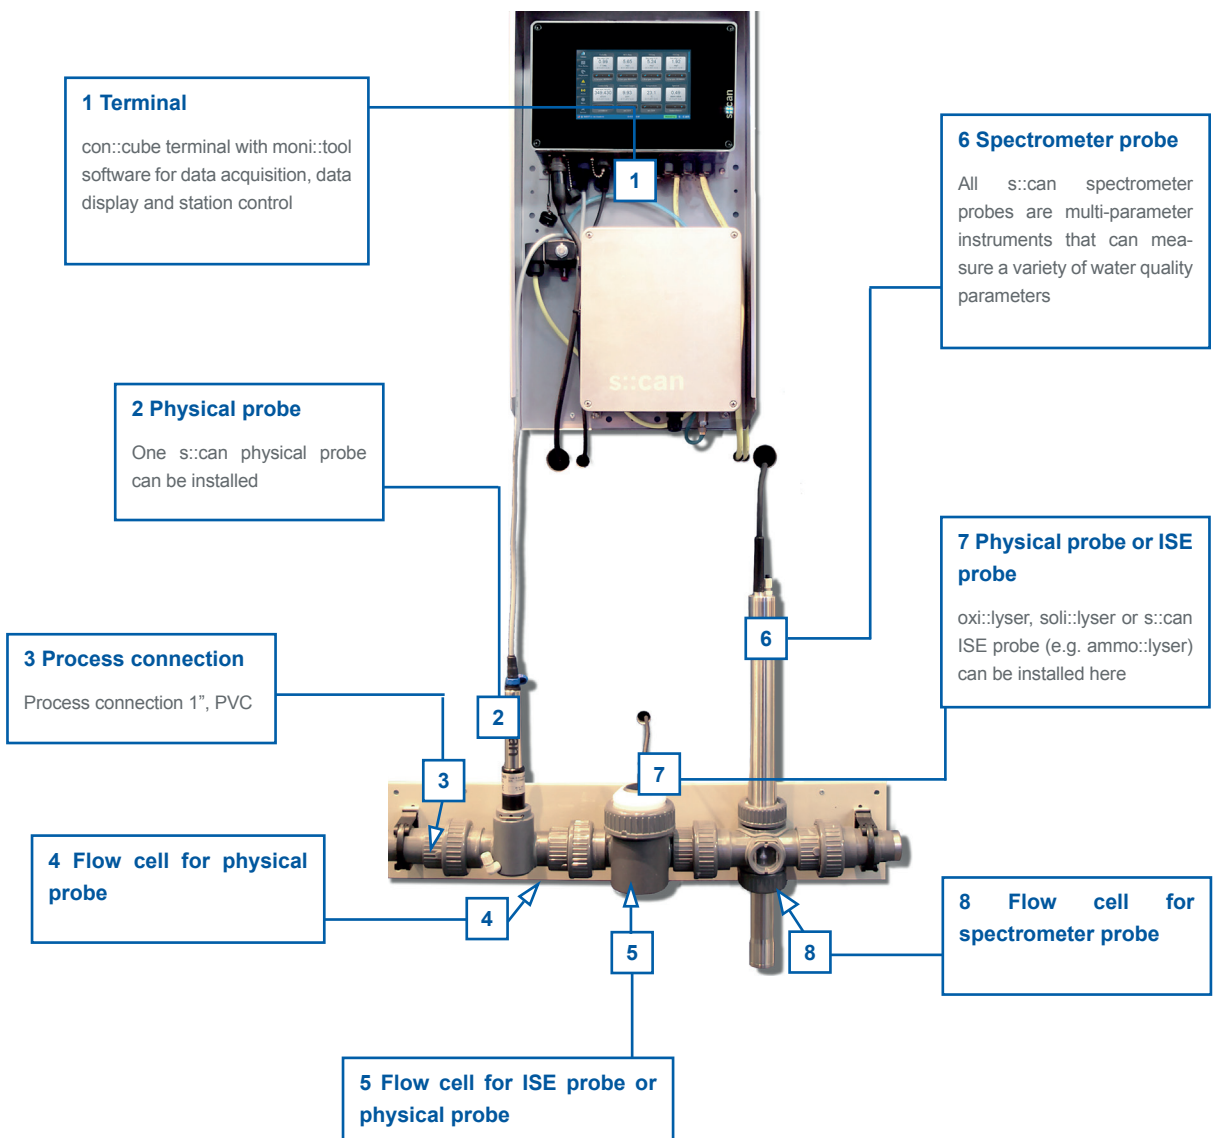 1 Terminal
con::cube terminal with moni::tool
software for data acquisition, data
display and station control
s::can
1
6 Spectrometer probe
All s::can spectrometer
probes are multi-parameter
instruments that can mea-
sure a variety of water quality
parameters
s::can
2 Physical probe
One s::can physical probe
can be installed
7 Physical probe or ISE
probe
oxi::lyser, soli::lyser or s::can
ISE probe (e.g. ammo::lyser)
can be installed here
6
3 Process connection
Process connection 1”, PVC
2
7
3
4 Flow cell for physical
probe
4
5
8
8 Flow cell for
spectrometer probe
5 Flow cell for ISE probe or
physical probe